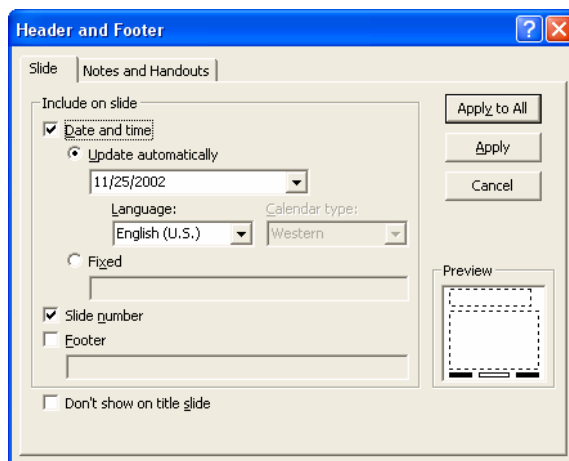 Header and Footer
Slide
Notes and Handouts
Include on slide
Date and time
Update automatically
11/25/2002
Language:
Calendar type:
English (U.S.)
Western
Fixed
Slide number
Footer
Don't show on title slide
Apply to All
Apply
Cancel
Preview